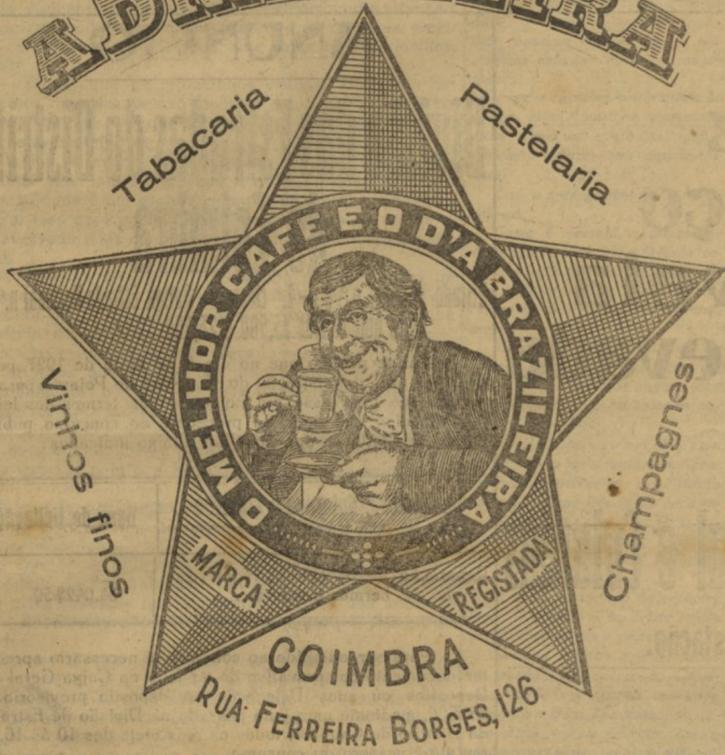 A BRAZILEIRA
Tabacaria
Pastelaria
O MELHOR CAFE E O D'A BRAZILEIRA
Vinhos finos
Champagnes
MARCA
REGISTADA
COIMBRA
RUA FERREIRA BORGES, 126